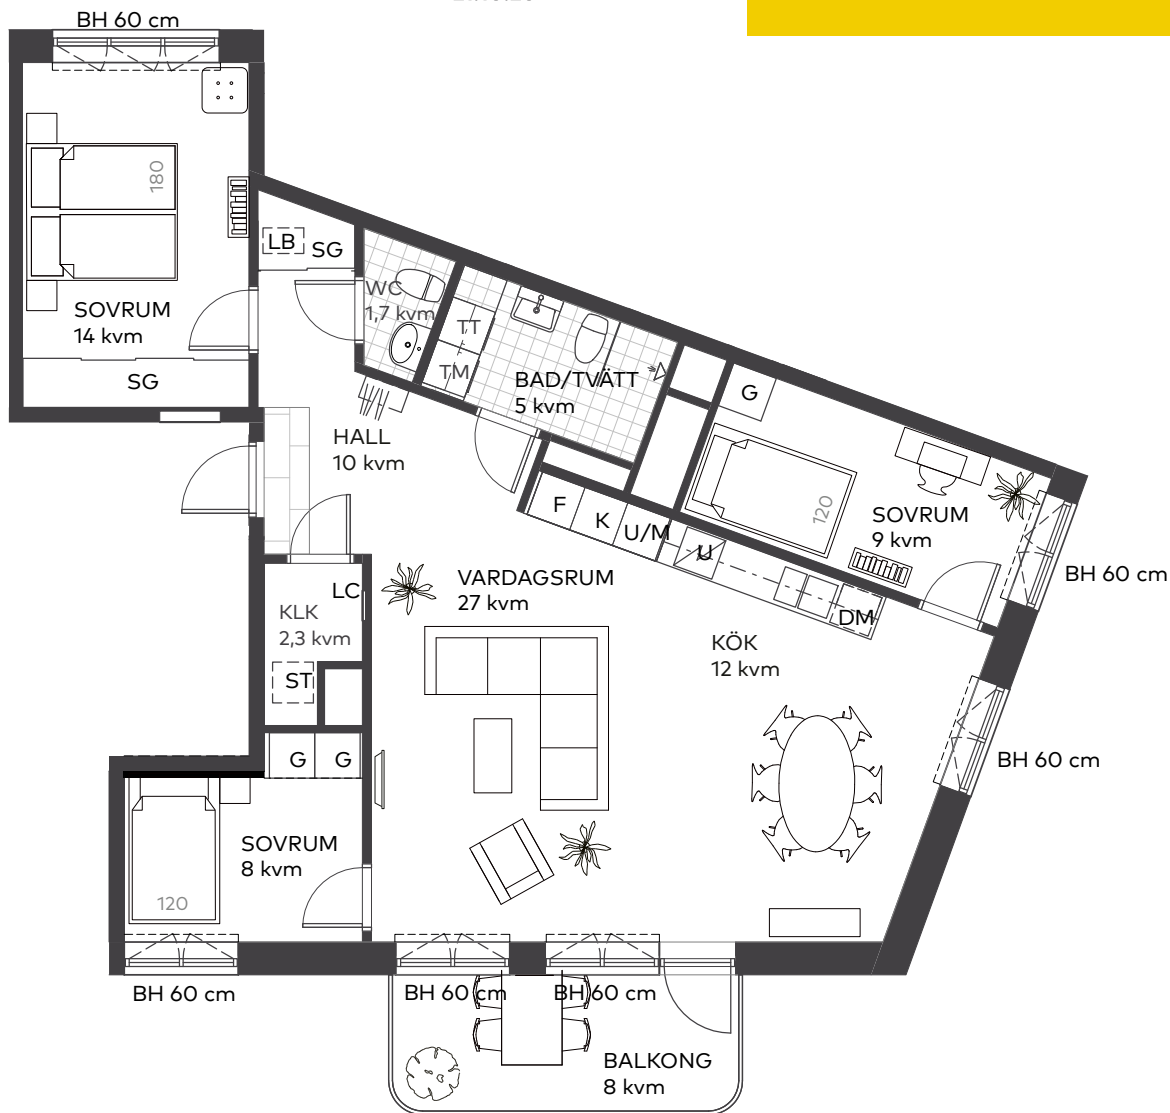 BH 60 cm
180
SOVRUM
14 kvm
SG
LB
SG
WC
1,7 kvm
TT
TM
BAD/TVÄTT
5 kvm
G
HALL
10 kvm
F
K
U/M
U
DM
120
SOVRUM
9 kvm
BH 60 cm
VARDAGSRUM
27 kvm
LC
KLK
2,3 kvm
ST
KÖK
12 kvm
G
G
BH 60 cm
SOVRUM
8 kvm
120
BH 60 cm
BH 60 cm
BH 60 cm
BALKONG
8 kvm